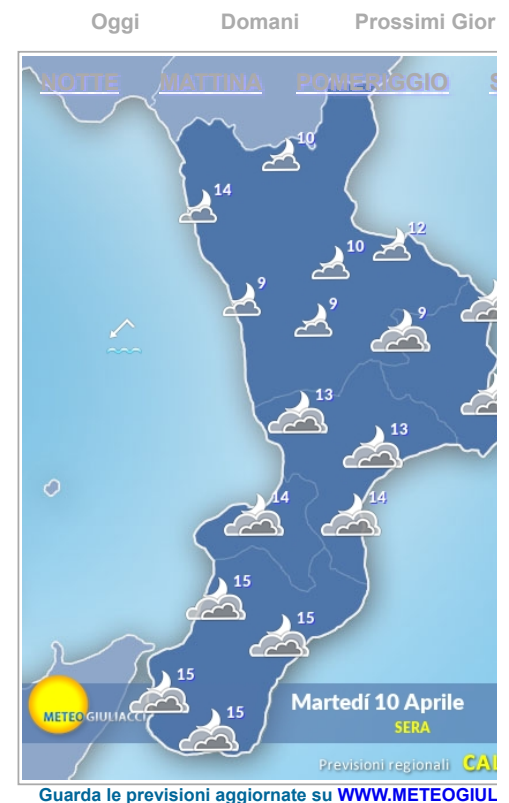 Oggi Domani Prossimi Gior
NOTTE MATTINA POMERIGGIO S
10
14
12
10
9
9
9
13
13
14
14
15
15
15
15
METEOGIULIACCI
Martedí 10 Aprile
SERA
Previsioni regionali CAL
Guarda le previsioni aggiornate su WWW.METEOGIUL